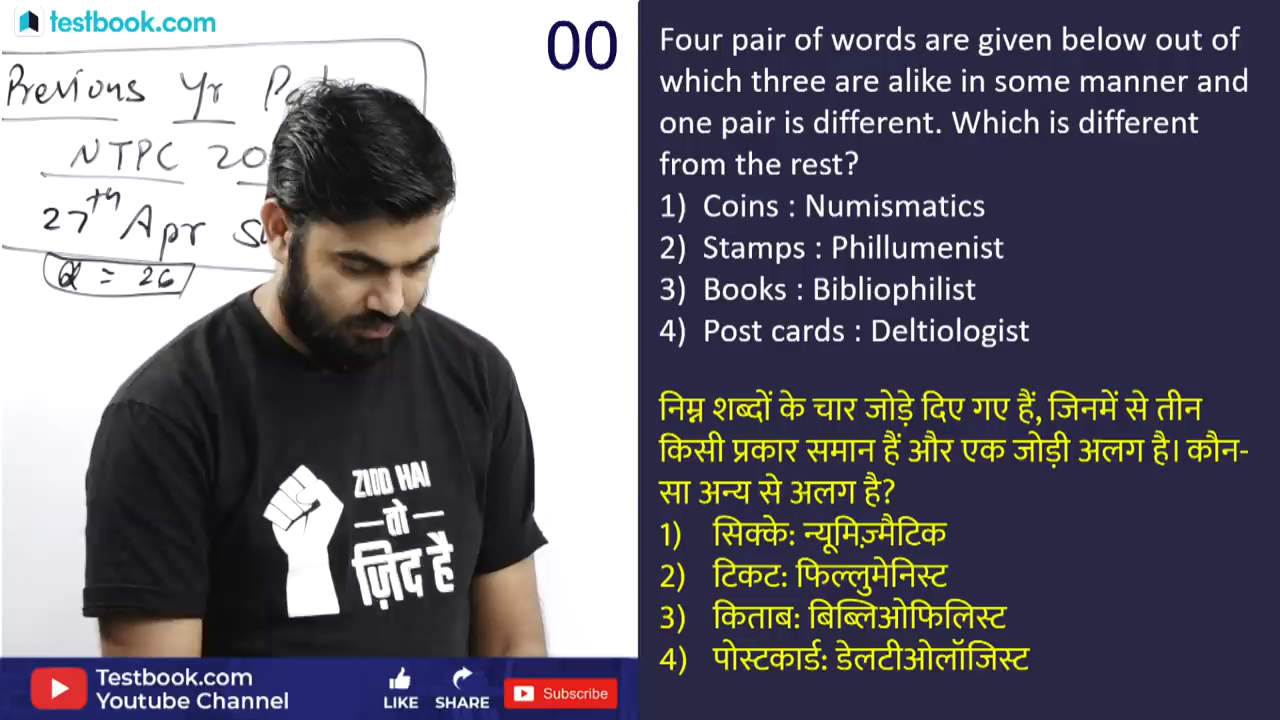 testbook.com
Previous Yr
NTPC 20
27th Apr
Q = 26
00
Four pair of words are given below out of
which three are alike in some manner and
one pair is different. Which is different
from the rest?
1) Coins : Numismatics
2) Stamps : Phillumenist
3) Books : Bibliophilist
4) Post cards : Deltiologist
निम्न शब्दों के चार जोड़े दिए गए हैं, जिनमें से तीन
किसी प्रकार समान हैं और एक जोड़ी अलग है। कौन-
सा अन्य से अलग है?
1) सिक्के: न्यूमिज़्मैटिक
2) टिकट: फिल्लुमेनिस्ट
3) किताब: बिब्लिओफिलिस्ट
4) पोस्टकार्ड: डेलटीओलॉजिस्ट
ZIDD HAI
तो
ज़िद है
Testbook.com
Youtube Channel
LIKE SHARE Subscribe